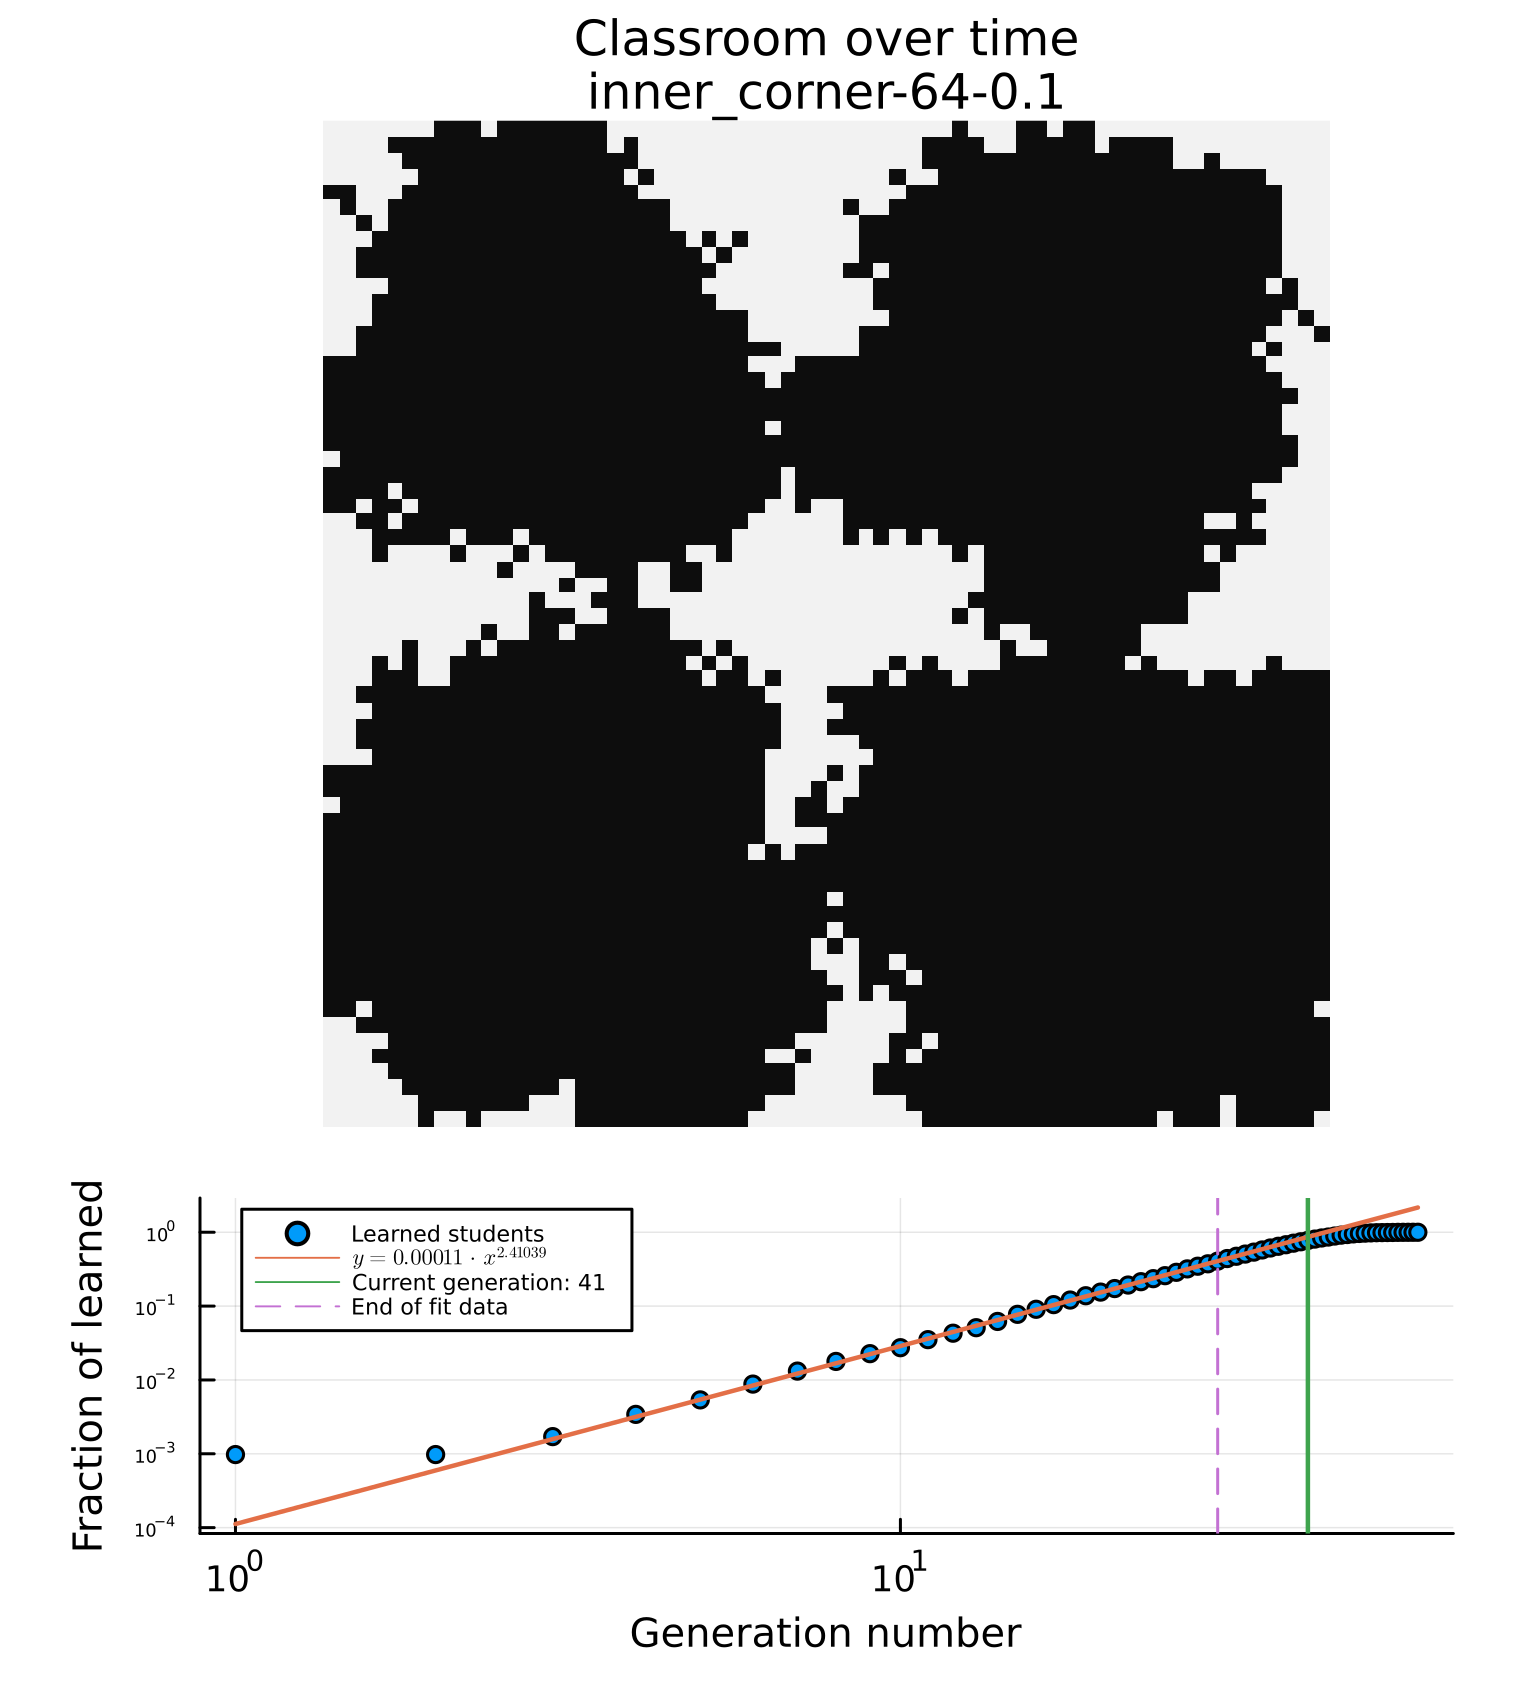 Classroom over time
inner_corner-64-0.1
Fraction of learned
10^0
10^-1
10^-2
10^-3
10^-4
Learned students
y = 0.00011 · x^2.41039
Current generation: 41
End of fit data
10^0
10^1
Generation number